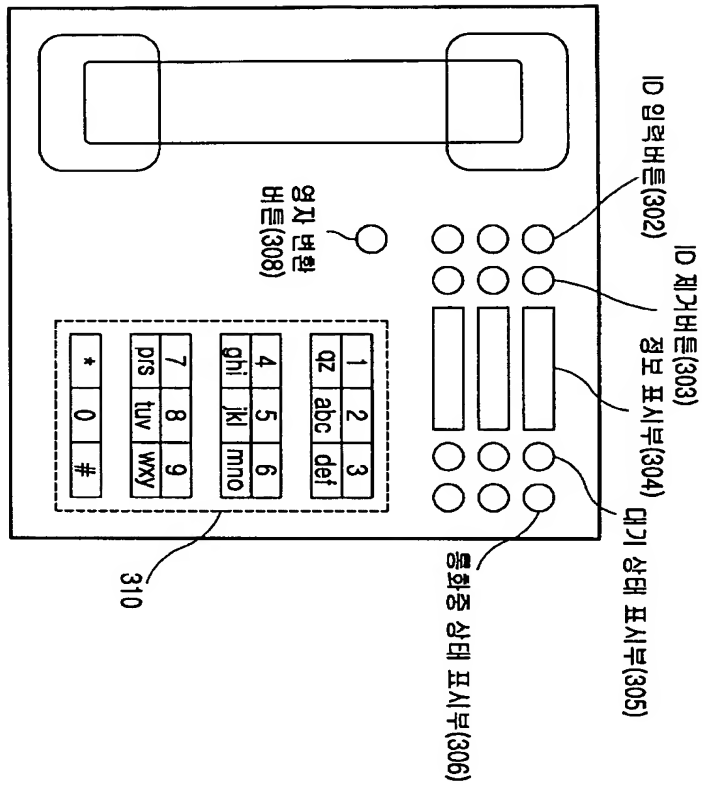 ID 입력버튼(302)
ID 제거버튼(303)
정보 표시부(304)
대기 상태 표시부(305)
통화중 상태 표시부(306)
영자 변환
버튼(308)
1 2 3
qz abc def
4 5 6
ghi jkl mno
7 8 9
prs tuv wxy
* 0 #
310